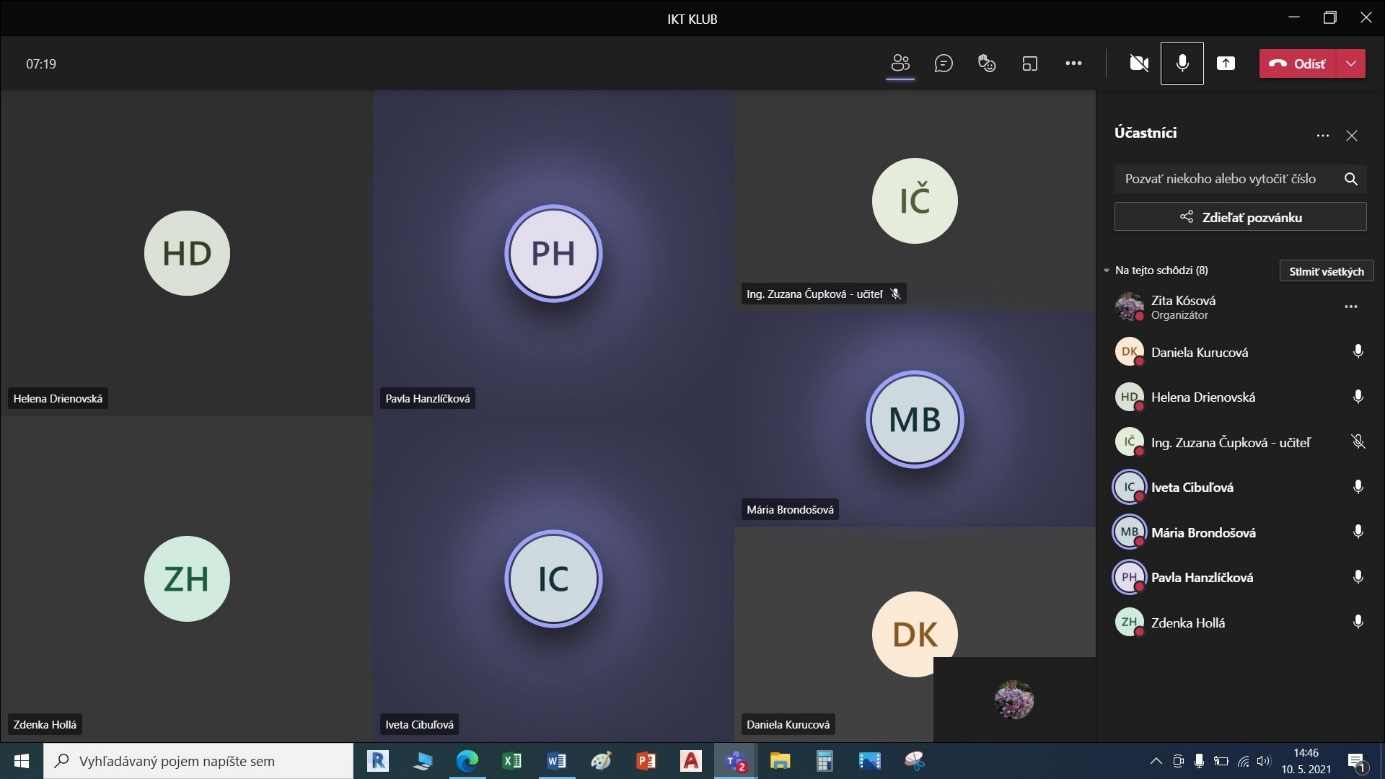 IKT KLUB
07:19
Odísť
HD
Helena Drienovská
PH
Pavla Hanzlíčková
IČ
Ing. Zuzana Čupková - učiteľ
MB
Mária Brondošová
ZH
Zdenka Hollá
IC
Iveta Cibuľová
DK
Daniela Kurucová
Účastníci
Pozvať niekoho alebo vytočiť číslo
Zdieľať pozvánku
Na tejto schôdzi (8)
Stlmiť všetkých
Zita Kósová
Organizátor
DK Daniela Kurucová
HD Helena Drienovská
IČ Ing. Zuzana Čupková - učiteľ
IC Iveta Cibuľová
MB Mária Brondošová
PH Pavla Hanzlíčková
ZH Zdenka Hollá
Vyhľadávaný pojem napíšte sem
14:46
10. 5. 2021